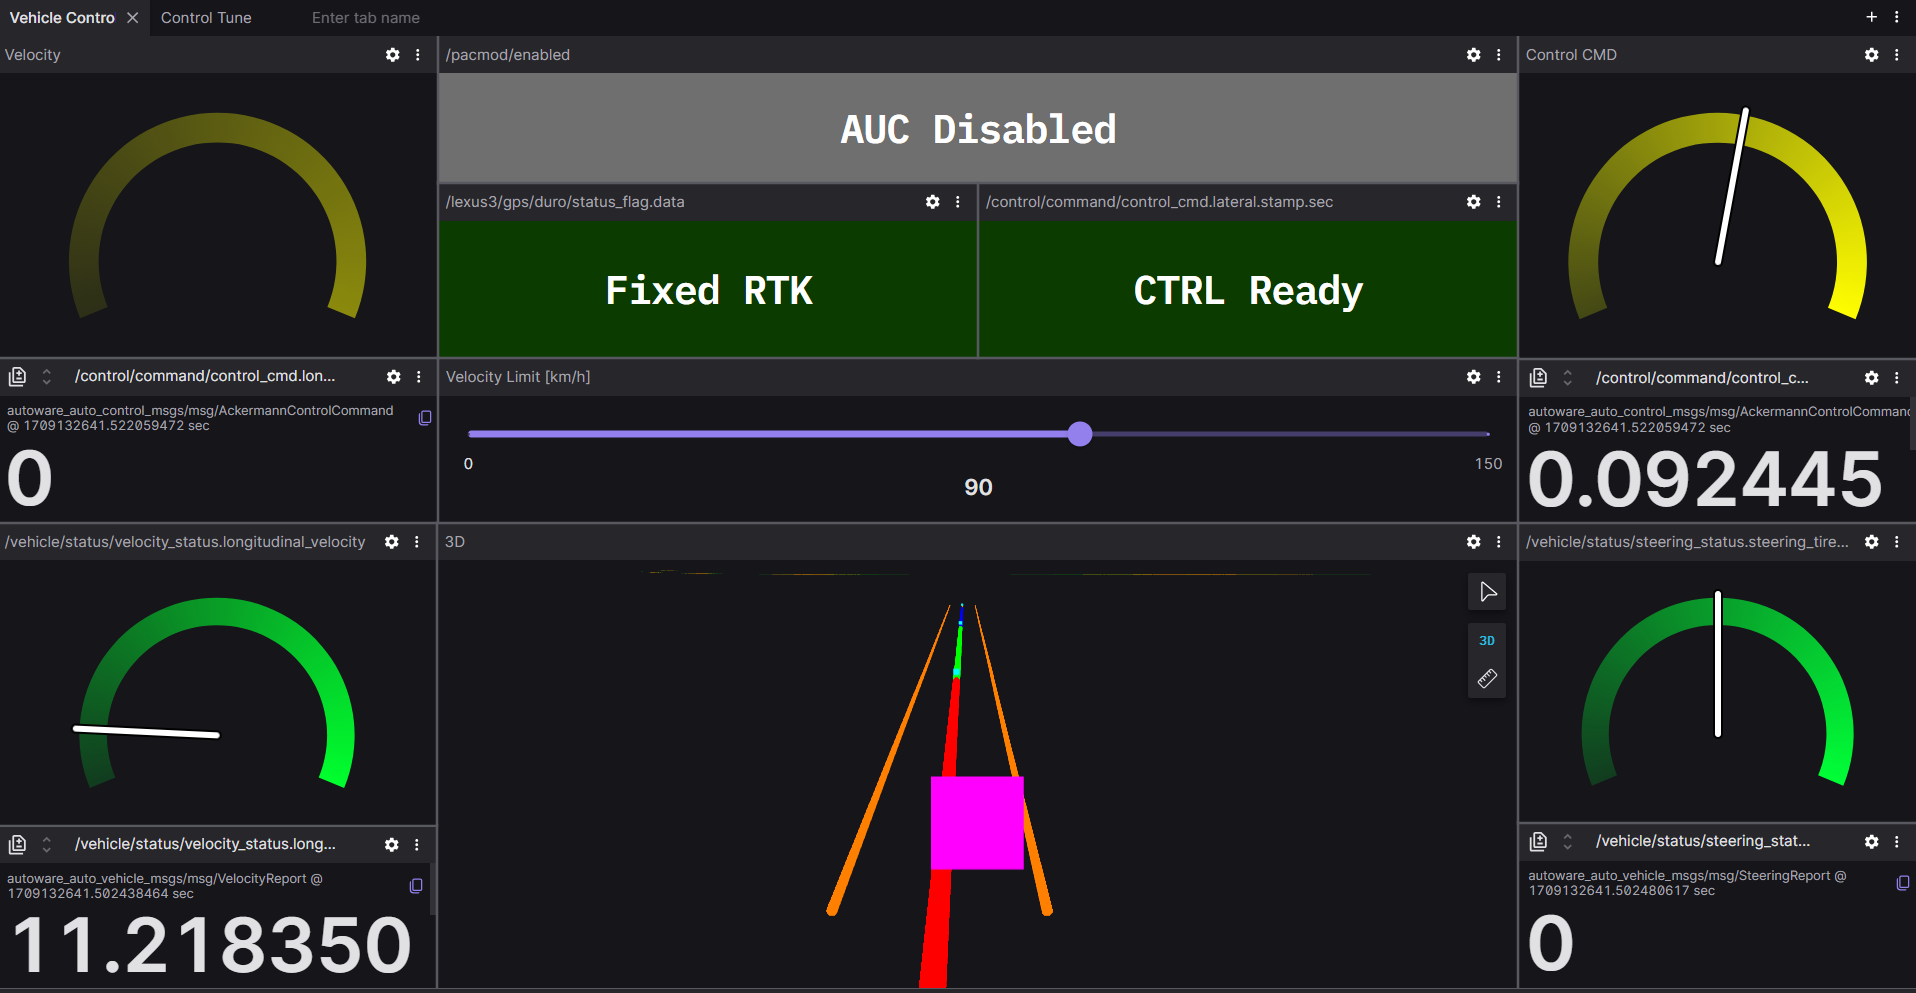 Vehicle Contro
Control Tune
Enter tab name
Velocity
/pacmod/enabled
Control CMD
AUC Disabled
/lexus3/gps/duro/status_flag.data
/control/command/control_cmd.lateral.stamp.sec
Fixed RTK
CTRL Ready
/control/command/control_cmd.lon...
autoware_auto_control_msgs/msg/AckermannControlCommand
@ 1709132641.522059472 sec
0
Velocity Limit [km/h]
0
150
90
/control/command/control_c...
autoware_auto_control_msgs/msg/AckermannControlCommand
@ 1709132641.522059472 sec
0.092445
/vehicle/status/velocity_status.longitudinal_velocity
3D
3D
/vehicle/status/steering_status.steering_tire...
/vehicle/status/velocity_status.long...
autoware_auto_vehicle_msgs/msg/VelocityReport @
1709132641.502438464 sec
11.218350
/vehicle/status/steering_stat...
autoware_auto_vehicle_msgs/msg/SteeringReport @
1709132641.502480617 sec
0